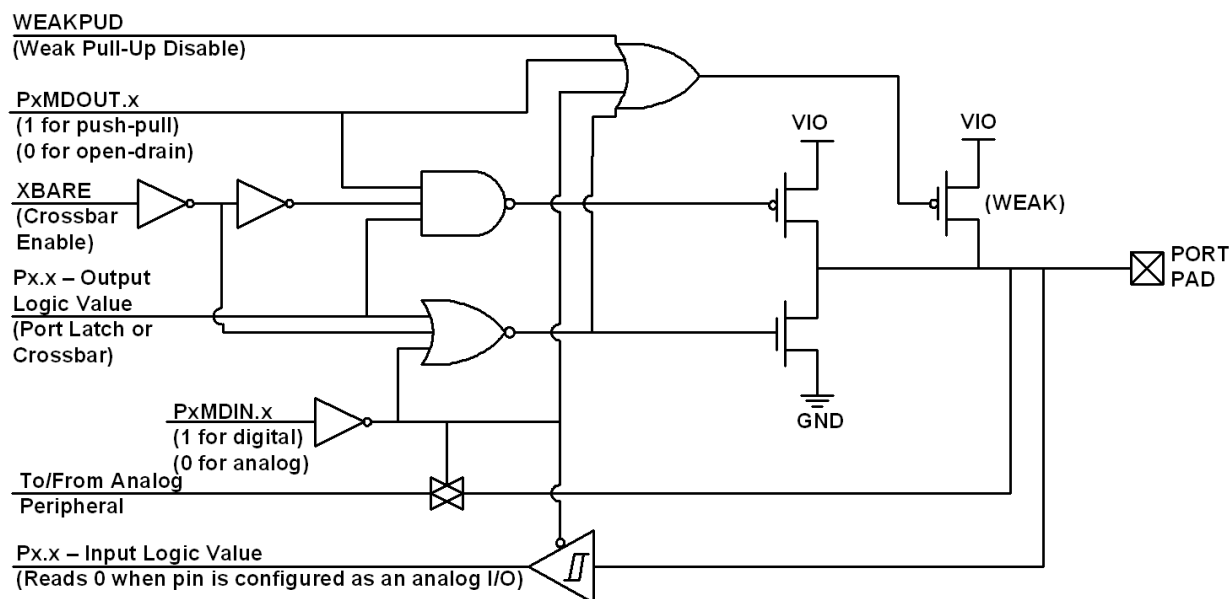 WEAKPUD
(Weak Pull-Up Disable)
PxMDOUT.x
(1 for push-pull)
(0 for open-drain)
XBARE
(Crossbar
Enable)
Px.x – Output
Logic Value
(Port Latch or
Crossbar)
PxMDIN.x
(1 for digital)
(0 for analog)
To/From Analog
Peripheral
Px.x – Input Logic Value
(Reads 0 when pin is configured as an analog I/O)
VIO
VIO
(WEAK)
GND
PORT
PAD